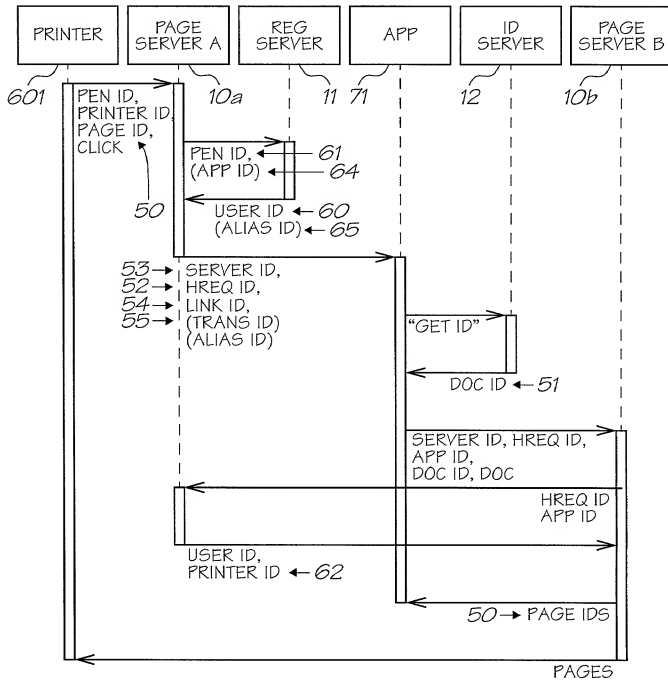 PRINTER
PAGE
SERVER A
REG
SERVER
APP
ID
SERVER
PAGE
SERVER B
601
10a
11
71
12
10b
PEN ID,
PRINTER ID,
PAGE ID,
CLICK
50
PEN ID,
61
(APP ID)
64
USER ID
60
(ALIAS ID)
65
53
SERVER ID,
52
HREQ ID,
54
LINK ID,
55
(TRANS ID)
(ALIAS ID)
"GET ID"
DOC ID
51
SERVER ID, HREQ ID,
APP ID,
DOC ID, DOC
HREQ ID
APP ID
USER ID,
PRINTER ID
62
50
PAGE IDS
PAGES